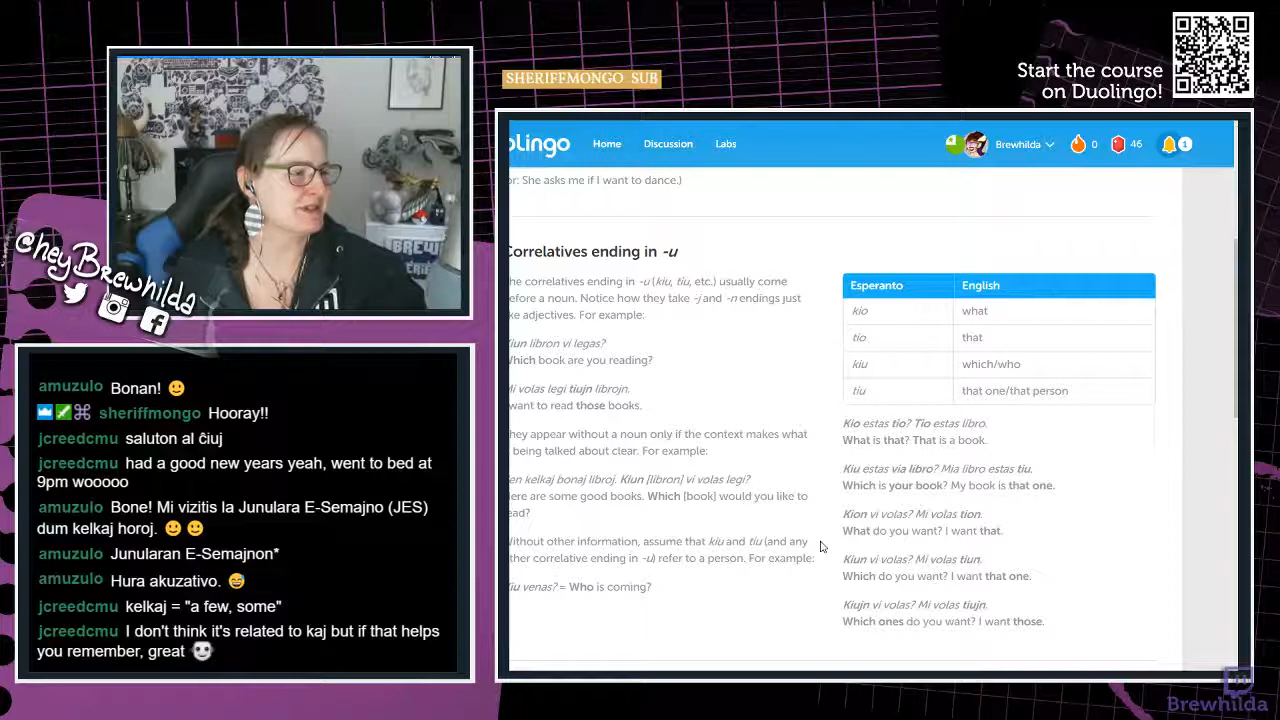 SHERIFFMONGO SUB
Start the course
on Duolingo!
olingo
Home
Discussion
Labs
Brewhilda
0
46
1
or: She asks me if I want to dance.)
Correlatives ending in -u
he correlatives ending in -u (kiu, tiu, etc.) usually come
efore a noun. Notice how they take -j and -n endings just
ke adjectives. For example:
Kiun libron vi legas?
Which book are you reading?
Mi volas legi tiujn librojn.
want to read those books.
hey appear without a noun only if the context makes what
being talked about clear. For example:
en kelkaj bonaj libroj. Kiun [libron] vi volas legi?
ere are some good books. Which [book] would you like to
ead?
Without other information, assume that kiu and tiu (and any
ther correlative ending in -u) refer to a person. For example:
Kiu venas? = Who is coming?
Esperanto English
kio what
tio that
kiu which/who
tiu that one/that person
Kio estas tio? Tio estas libro.
What is that? That is a book.
Kiu estas via libro? Mia libro estas tiu.
Which is your book? My book is that one.
Kion vi volas? Mi volas tion.
What do you want? I want that.
Kiun vi volas? Mi volas tiun.
Which do you want? I want that one.
Kiujn vi volas? Mi volas tiujn.
Which ones do you want? I want those.
@heyBrewhilda
amuzulo Bonan!
sheriffmongo Hooray!!
jcreedcmu saluton al ĉiuj
jcreedcmu had a good new years yeah, went to bed at
9pm wooooo
amuzulo Bone! Mi vizitis la Junulara E-Semajno (JES)
dum kelkaj horoj.
amuzulo Junularan E-Semajnon*
amuzulo Hura akuzativo.
jcreedcmu kelkaj = "a few, some"
jcreedcmu I don't think it's related to kaj but if that helps
you remember, great
Brewhilda